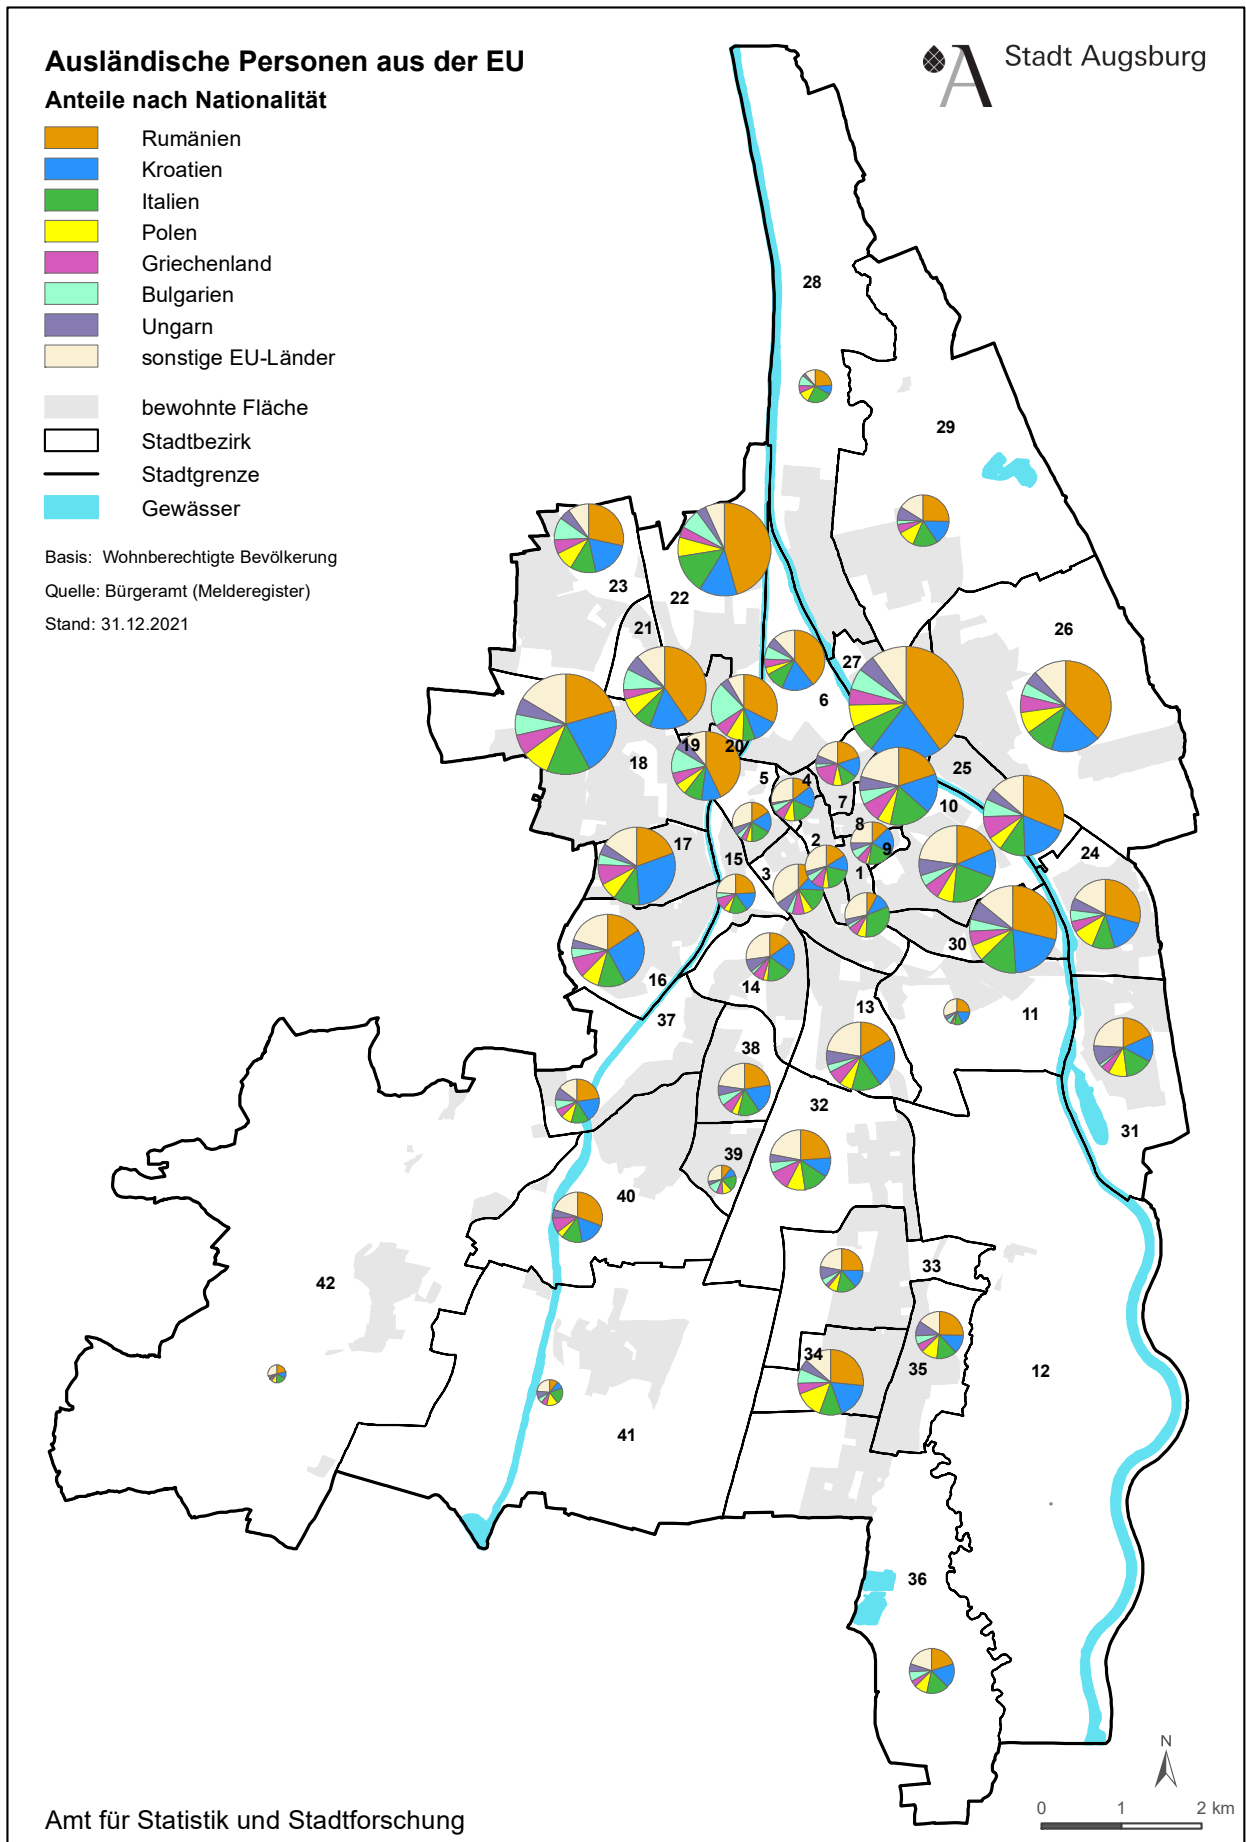 Ausländische Personen aus der EU
Anteile nach Nationalität
Rumänien
Kroatien
Italien
Polen
Griechenland
Bulgarien
Ungarn
sonstige EU-Länder
bewohnte Fläche
Stadtbezirk
Stadtgrenze
Gewässer
Basis: Wohnberechtigte Bevölkerung
Quelle: Bürgeramt (Melderegister)
Stand: 31.12.2021
A Stadt Augsburg
28
29
23
22
21
26
27
6
19
20
18
5
4
25
7
10
17
2
8
9
24
15
3
1
30
16
14
13
11
37
38
32
31
39
40
33
42
34
35
12
41
36
N
0 1 2 km
Amt für Statistik und Stadtforschung